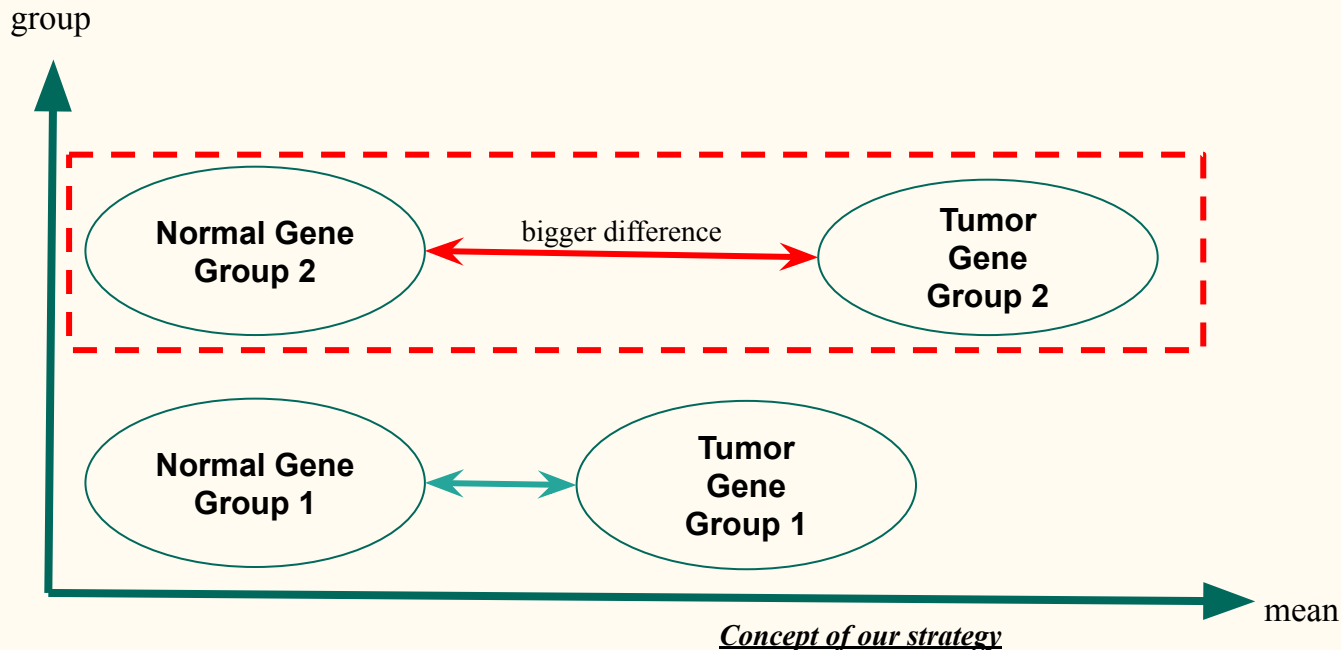 group
Normal Gene
Group 2
bigger difference
Tumor
Gene
Group 2
Normal Gene
Group 1
Tumor
Gene
Group 1
mean
Concept of our strategy